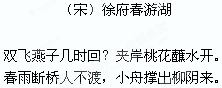 （宋）徐府春游湖
双飞燕子几时回？夹岸桃花蘸水开。
春雨断桥人不渡，小舟撑出柳阴来。